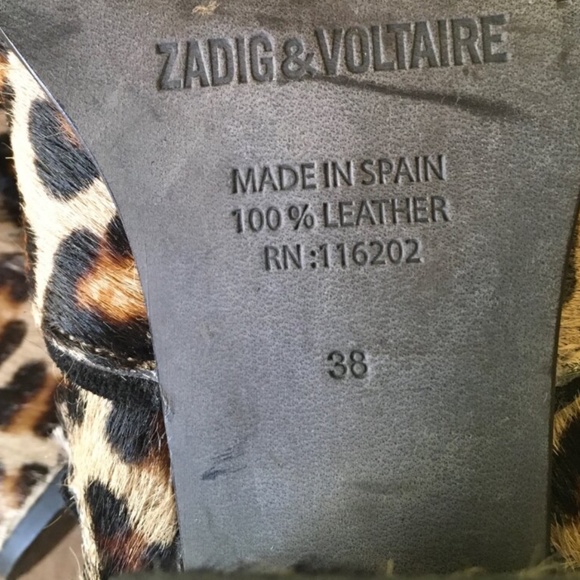 ZADIG & VOLTAIRE
MADE IN SPAIN
100 % LEATHER
RN :116202
38